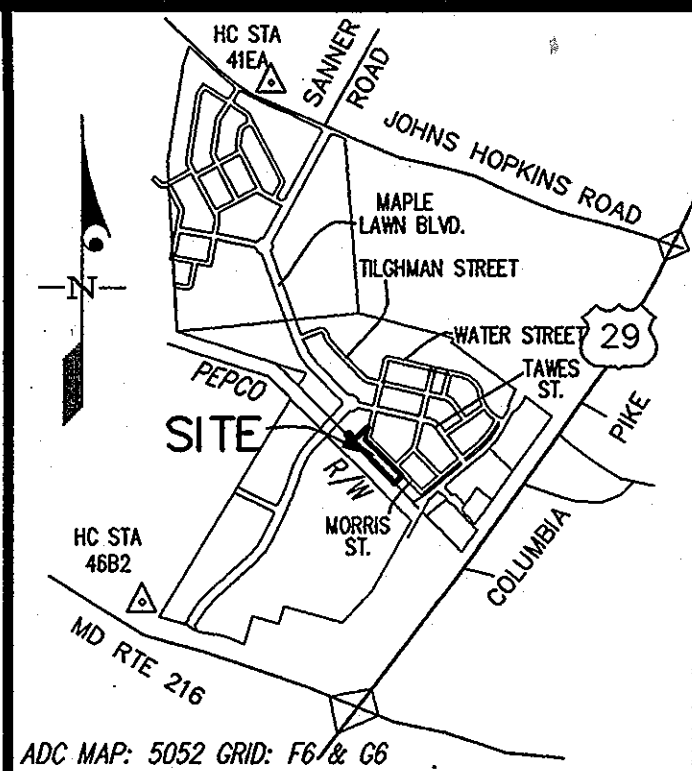 HC STA
41EA
SANNER
ROAD
JOHNS HOPKINS ROAD
MAPLE
LAWN BLVD.
TILGHMAN STREET
N
WATER STREET
29
TAWES
ST.
PEPCO
R/W
PIKE
SITE
MORRIS
ST.
HC STA
46B2
COLUMBIA
MD RTE 216
ADC MAP: 5052 GRID: F6 & G6